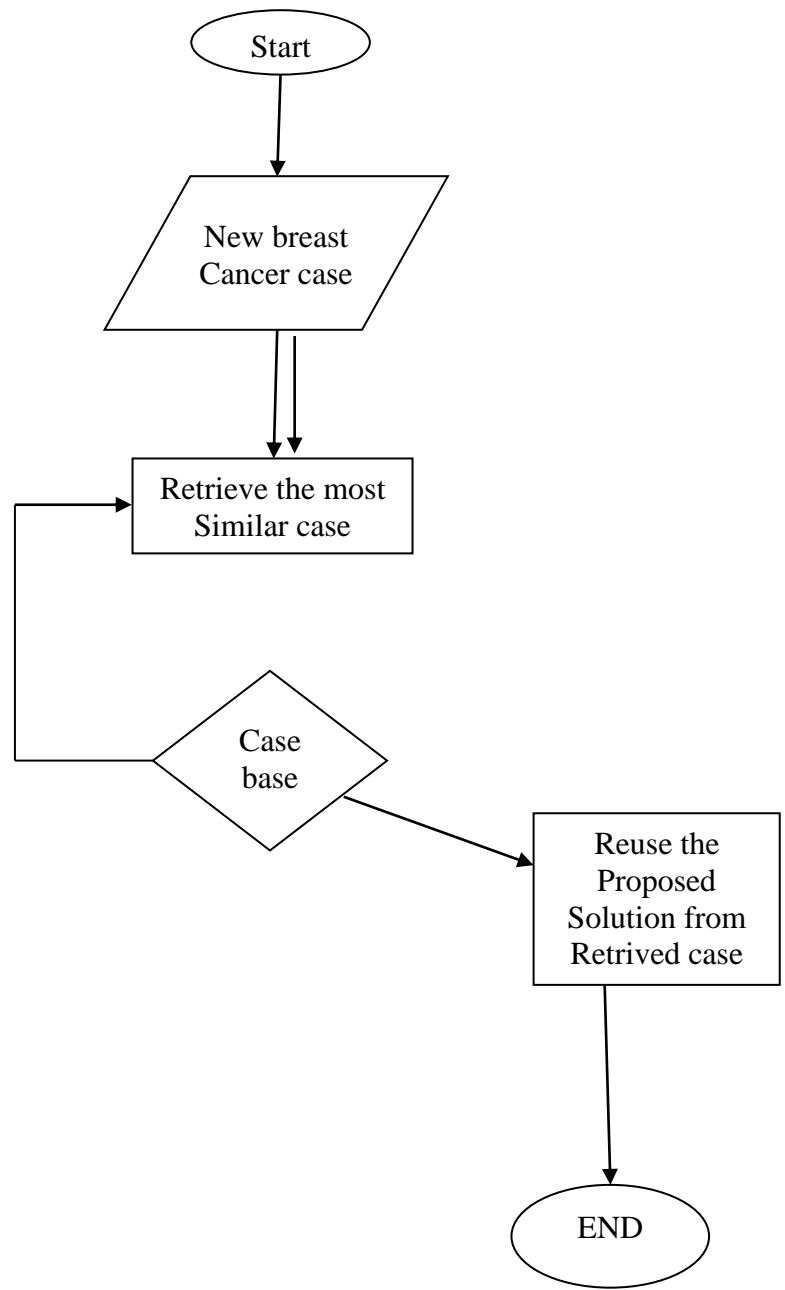 Start
New breast
Cancer case
Retrieve the most
Similar case
Case
base
Reuse the
Proposed
Solution from
Retrived case
END